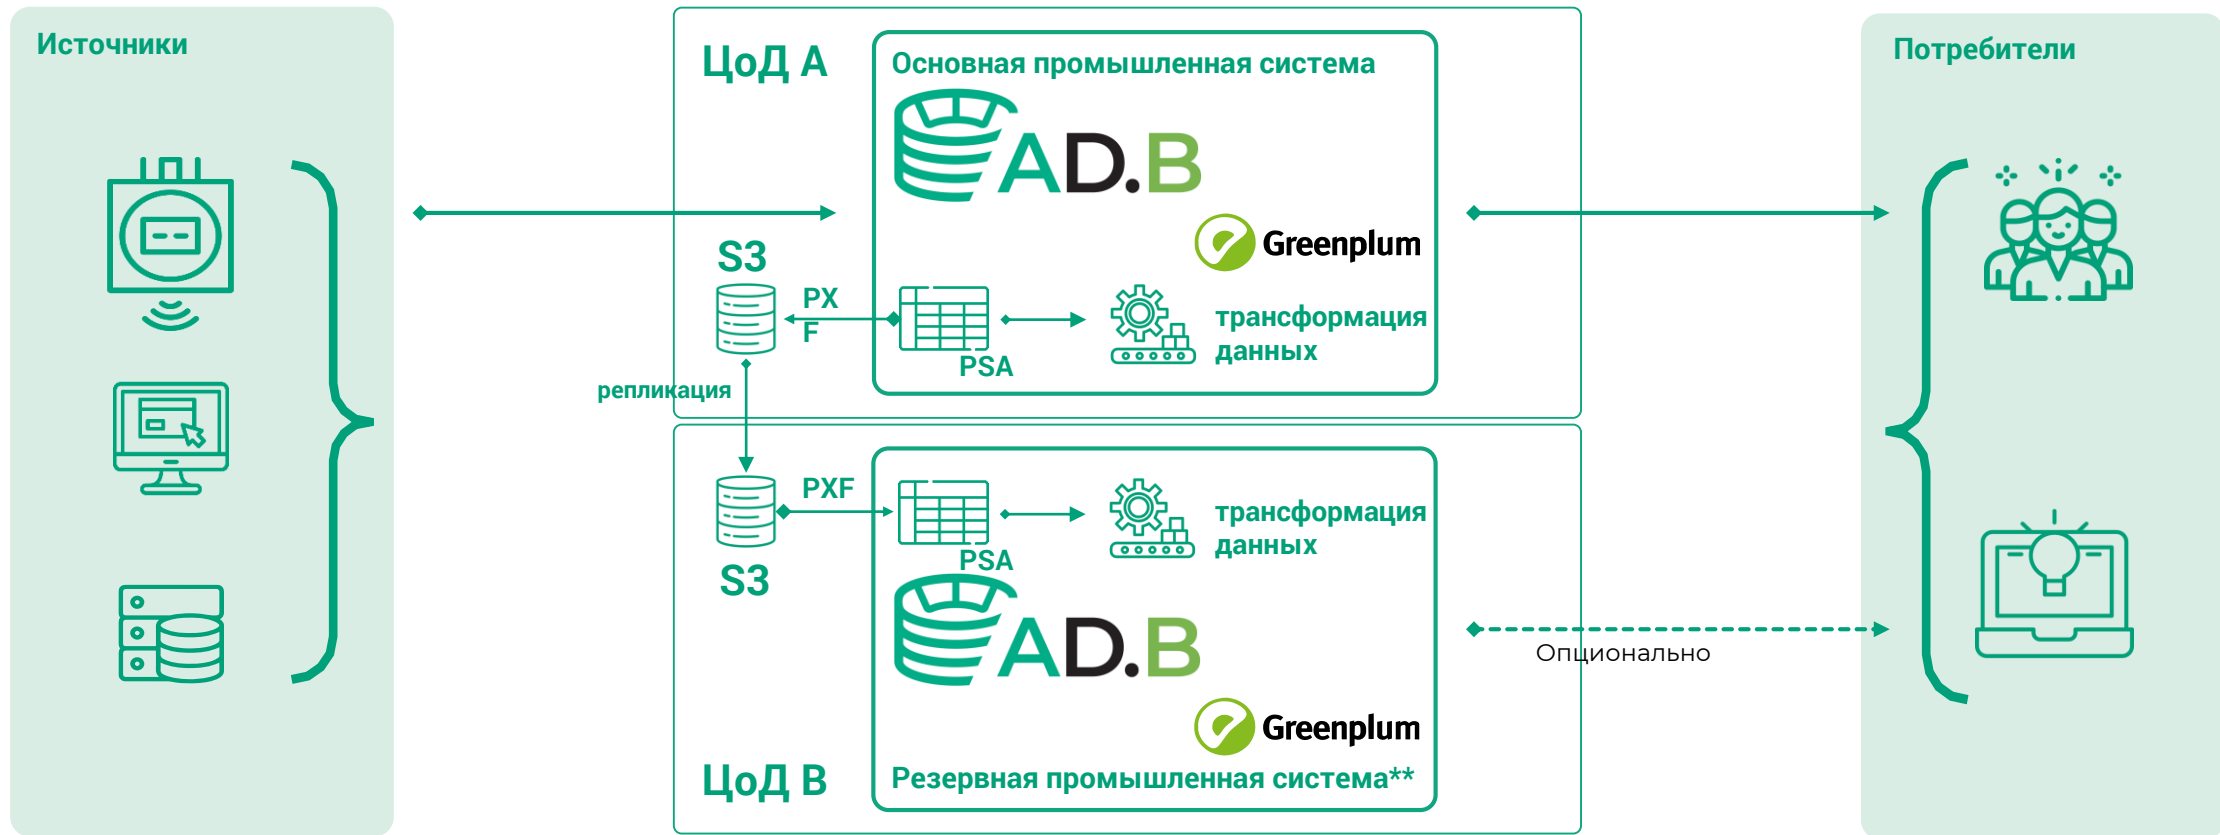 Источники
ЦоД А
Основная промышленная система
AD.B
Greenplum
S3
PX
F
PSA
трансформация
данных
репликация
PXF
PSA
трансформация
данных
S3
AD.B
Greenplum
ЦоД В
Резервная промышленная система**
Опционально
Потребители